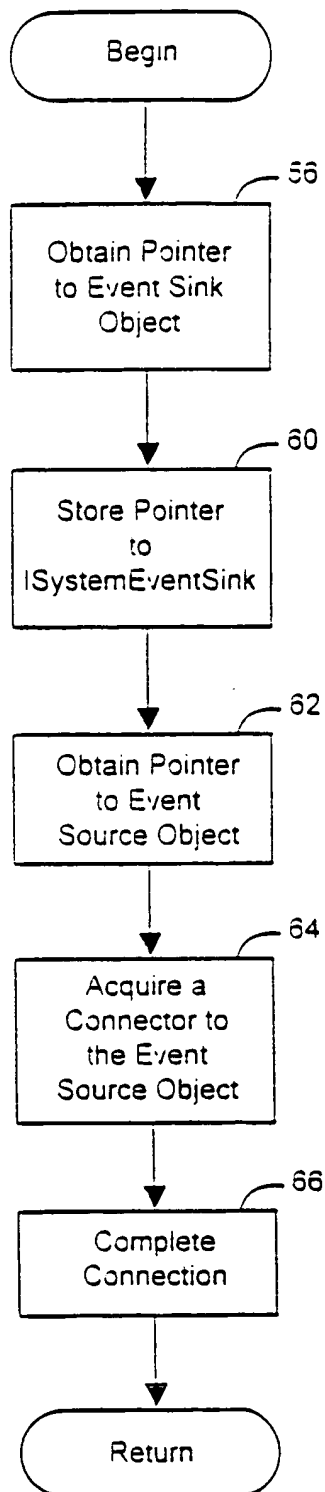 Begin
56
Obtain Pointer
to Event Sink
Object
60
Store Pointer
to
ISystemEventSink
62
Obtain Pointer
to Event
Source Object
64
Acquire a
Connector to
the Event
Source Object
66
Complete
Connection
Return